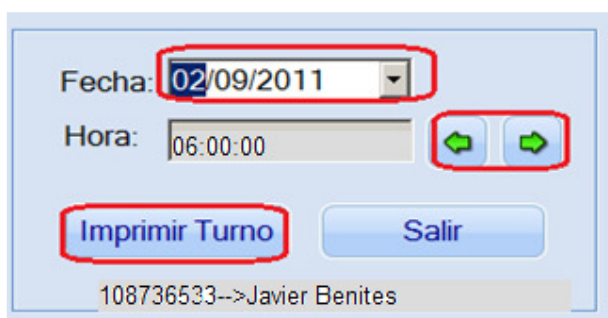 Fecha: 02/09/2011
Hora: 06:00:00
Imprimir Turno Salir
108736533-->Javier Benites